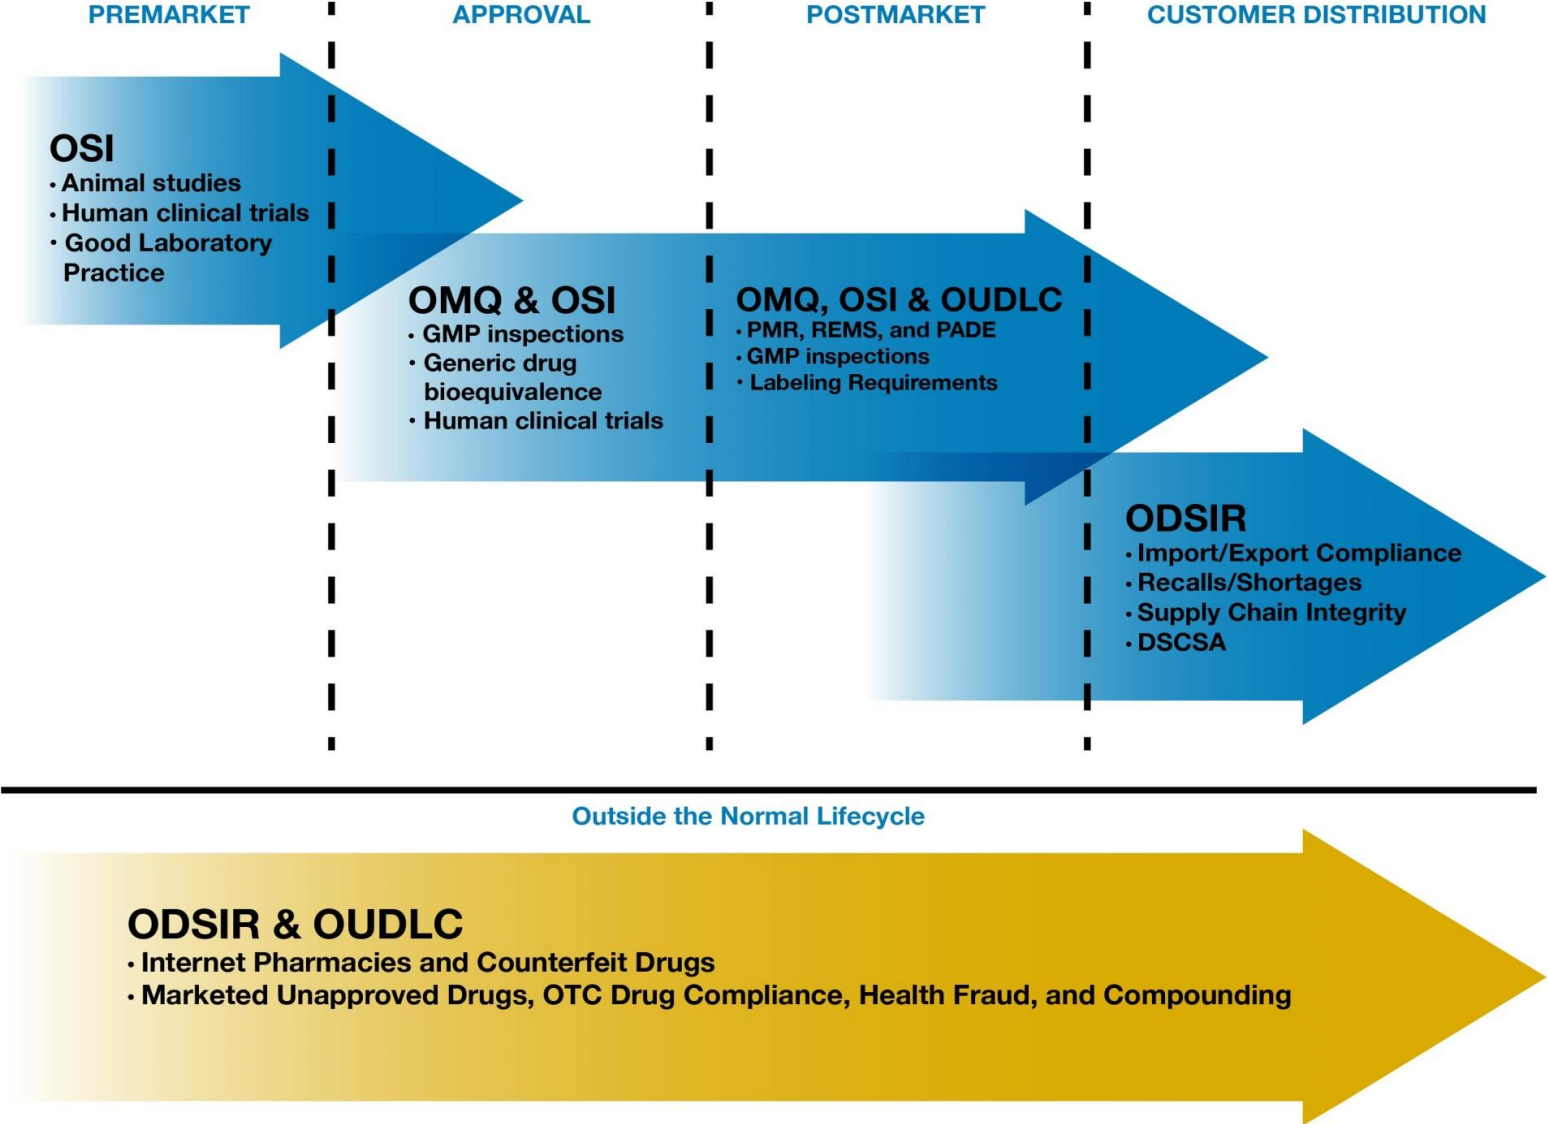 PREMARKET
APPROVAL
POSTMARKET
CUSTOMER DISTRIBUTION
OSI
· Animal studies
· Human clinical trials
· Good Laboratory
Practice
OMQ & OSI
· GMP inspections
· Generic drug
bioequivalence
· Human clinical trials
OMQ, OSI & OUDLC
· PMR, REMS, and PADE
· GMP inspections
· Labeling Requirements
ODSIR
· Import/Export Compliance
· Recalls/Shortages
· Supply Chain Integrity
· DSCSA
Outside the Normal Lifecycle
ODSIR & OUDLC
· Internet Pharmacies and Counterfeit Drugs
· Marketed Unapproved Drugs, OTC Drug Compliance, Health Fraud, and Compounding